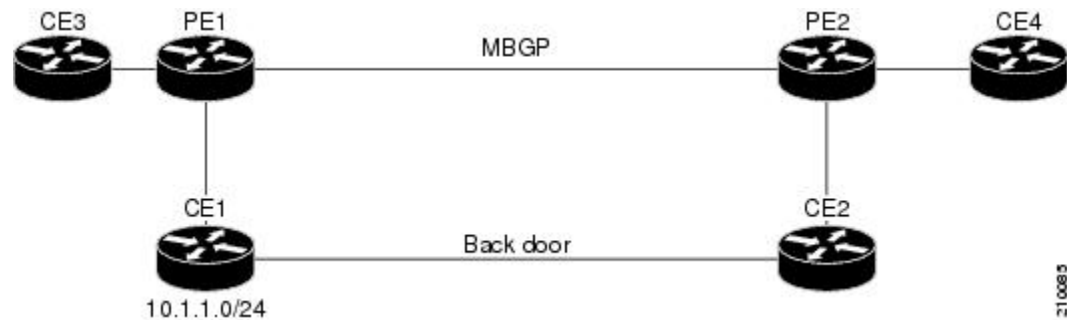 CE3 PE1 PE2 CE4
MBGP
CE1 CE2
Back door
10.1.1.0/24
210085